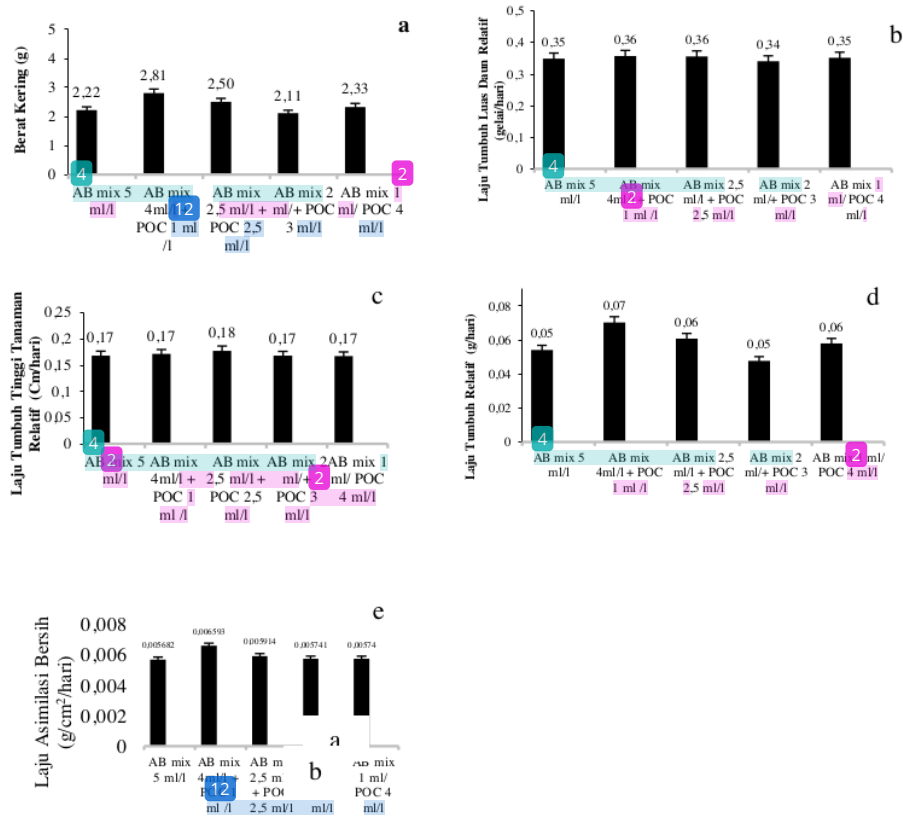 a
Berat Kering (g)
5
4
3
2
1
0
2,22
2,81
2,50
2,11
2,33
4
2
12
AB mix 5
ml/l
AB mix
4ml/l +
POC 1 ml
/l
AB mix
2,5 ml/l +
POC 2,5
ml/l
AB mix 2
ml/+ POC
3 ml/l
AB mix 1
ml/ POC 4
ml/l
b
Laju Tumbuh Luas Daun Relatif
(gelai/hari)
0,5
0,4
0,3
0,2
0,1
0
0,35
0,36
0,36
0,34
0,35
4
2
AB mix 5
ml/l
AB mix
4ml/l + POC
1 ml /l
AB mix 2,5
ml/l + POC
2,5 ml/l
AB mix 2
ml/+ POC 3
ml/l
AB mix 1
ml/ POC 4
ml/l
c
Laju Tumbuh Tinggi Tanaman
Relatif (Cm/hari)
0,25
0,2
0,15
0,1
0,05
0
0,17
0,17
0,18
0,17
0,17
4
2
2
AB mix 5
ml/l
AB mix
4ml/l +
POC 1
ml /l
AB mix
2,5 ml/l +
POC 2,5
ml/l
AB mix 2
ml/+
POC 3
ml/l
AB mix 1
ml/ POC
4 ml/l
d
Laju Tumbuh Relatif (g/hari)
0,08
0,06
0,04
0,02
0
0,05
0,07
0,06
0,05
0,06
4
2
AB mix 5
ml/l
AB mix
4ml/l + POC
1 ml /l
AB mix 2,5
ml/l + POC
2,5 ml/l
AB mix 2
ml/+ POC 3
ml/l
AB mix ml/
POC 4 ml/l
e
Laju Asimilasi Bersih
(g/cm²/hari)
0,008
0,006
0,004
0,002
0
0,005682
0,006593
0,005914
0,005741
0,00574
a
b
12
AB mix
5 ml/l
AB mix
4ml/l +
ml /l
AB m
2,5 ml
+ PO
2,5 ml/l
ml/l
AB mix
1 ml/
POC 4
ml/l